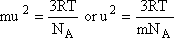 mu² = 3RT/N_A or u² = 3RT/mN_A